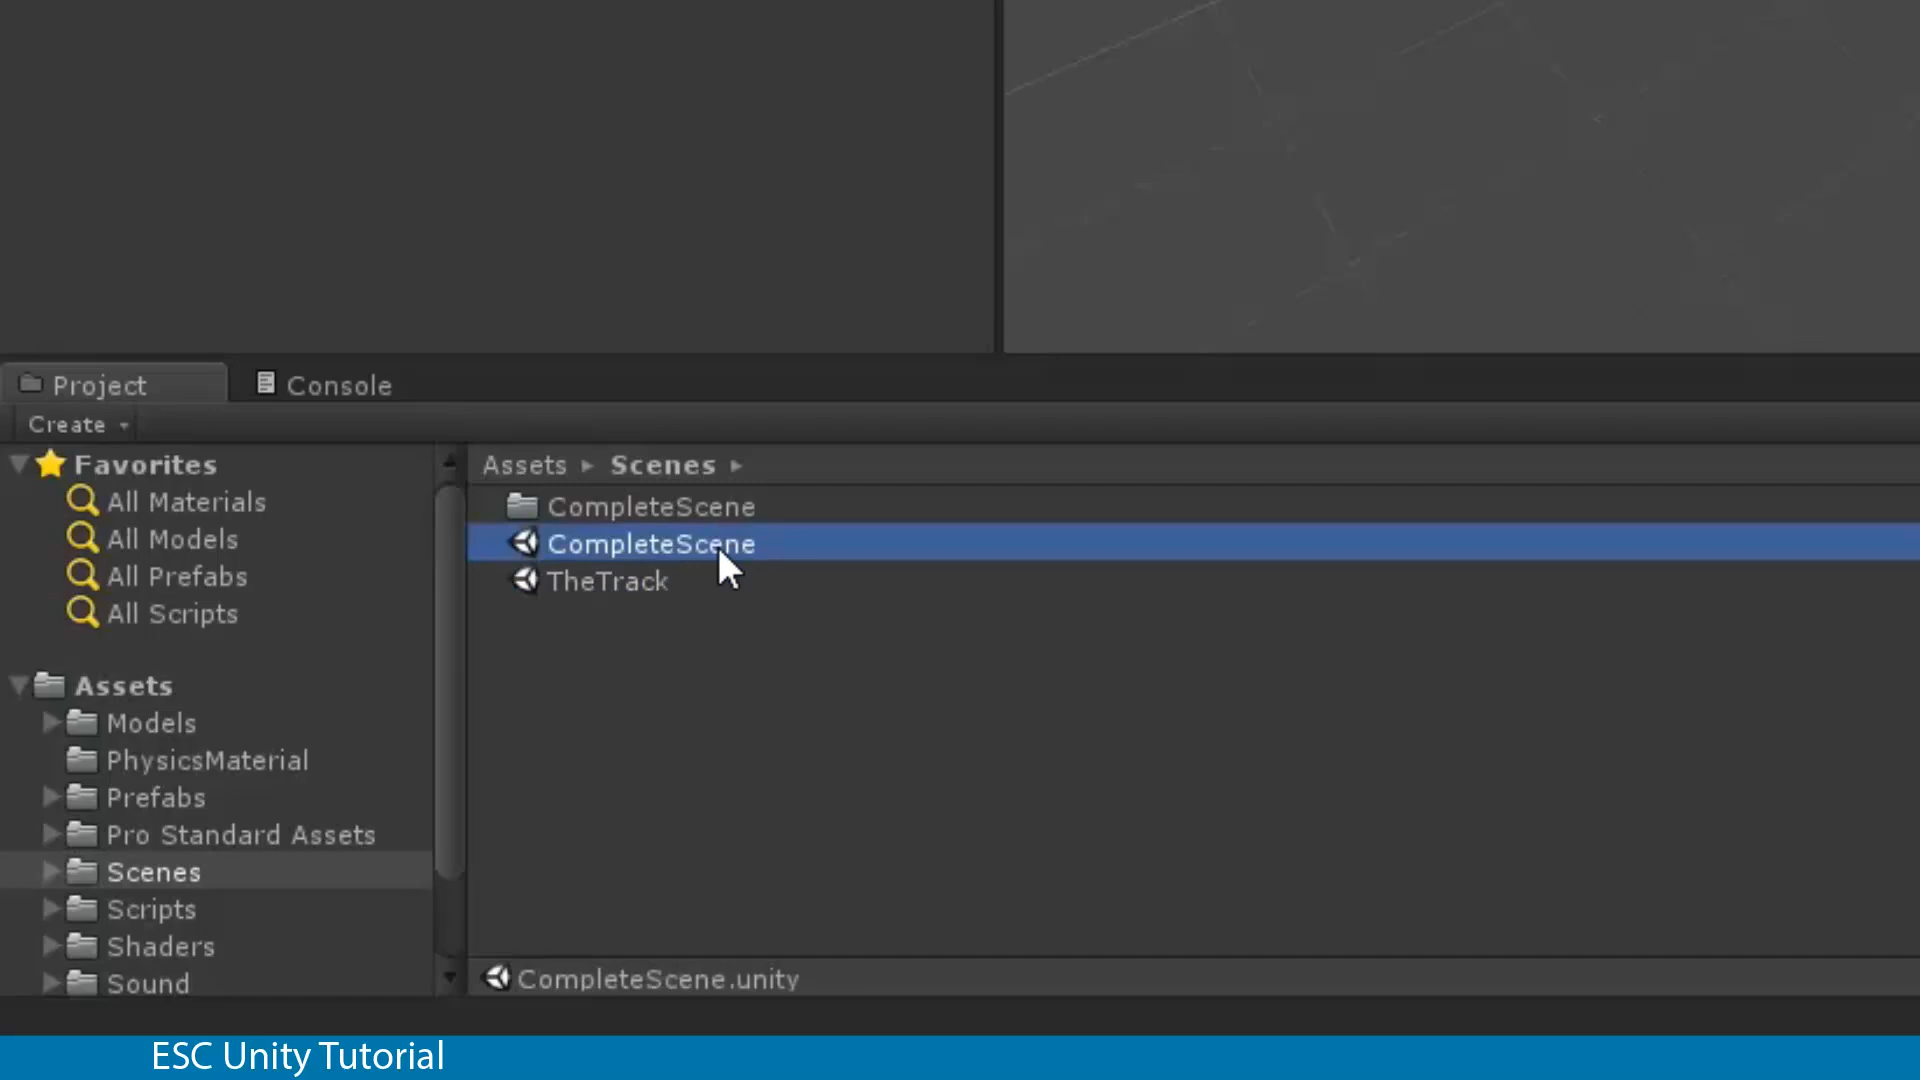 Project
Console
Create
Favorites
All Materials
All Models
All Prefabs
All Scripts
Assets
Models
PhysicsMaterial
Prefabs
Pro Standard Assets
Scenes
Scripts
Shaders
Sound
Assets Scenes
CompleteScene
CompleteScene
TheTrack
CompleteScene.unity
ESC Unity Tutorial